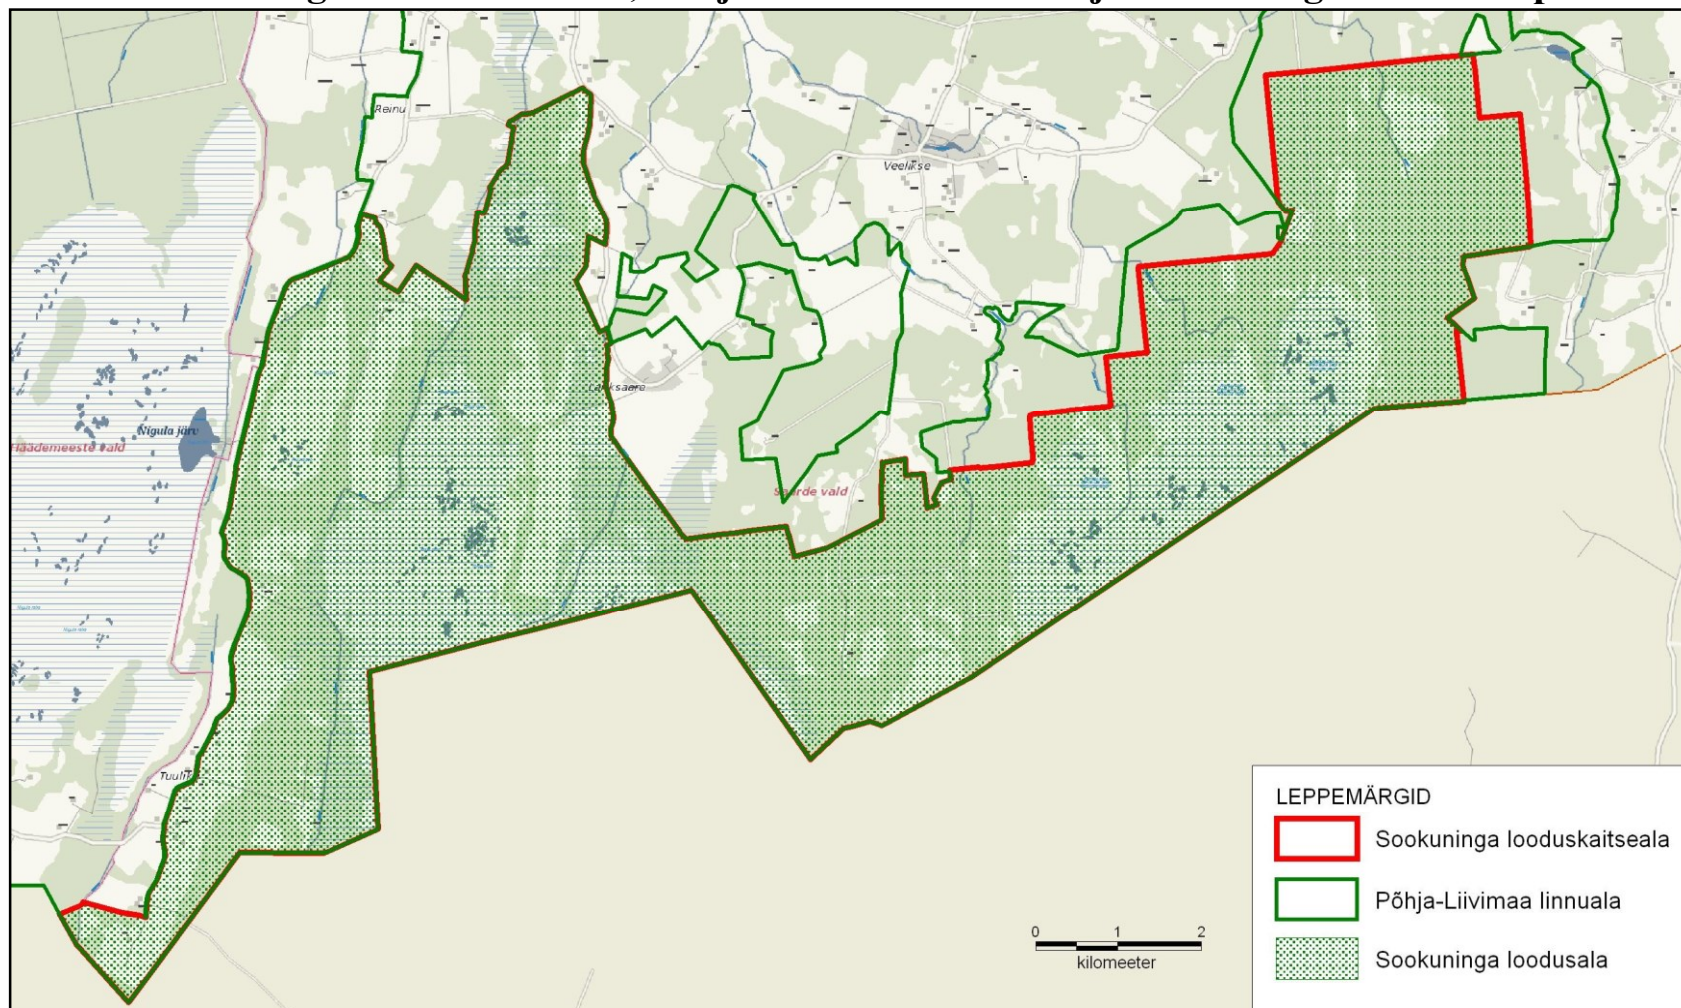 Reinu
Veelikse
Nigula järv
Häädemeeste vald
Laiksaare
Saarde vald
LEPPEMÄRGID
Sookuninga looduskaitseala
Põhja-Liivimaa linnuala
Sookuninga loodusala
0 1 2
kilomeeter